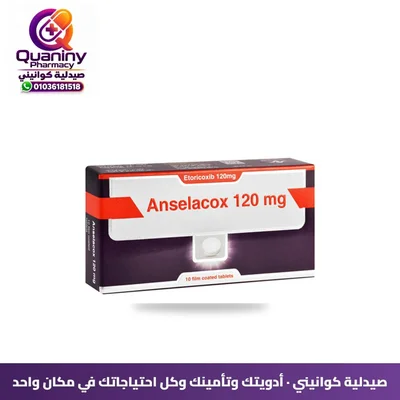 Quaniny
Pharmacy
صيدلية كوانيني
01036181518
Etoricoxib 120mg
Anselacox 120 mg
10 film coated tablets
Anselacox 120 mg
صيدلية كوانيني - أدويتك وتأمينك وكل احتياجاتك في مكان واحد